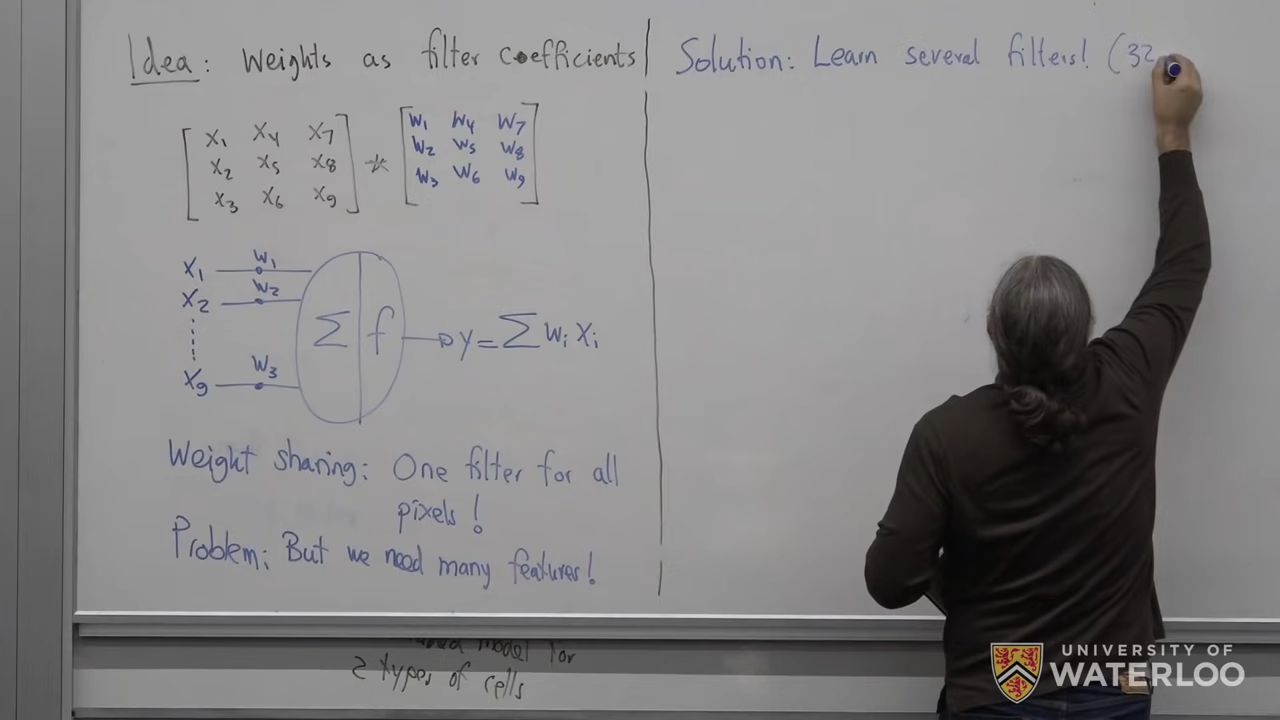 Idea: Weights as filter coefficients
x1 x4 x7
x2 x5 x8
x3 x6 x9
*
w1 w4 w7
w2 w5 w8
w3 w6 w9
x1 w1
x2 w2
x9 w3
Σ f y = Σ wi xi
Weight sharing: One filter for all
pixels!
Problem: But we need many features!
Solution: Learn several filters! (32
model for
2 types of cells
UNIVERSITY OF
WATERLOO